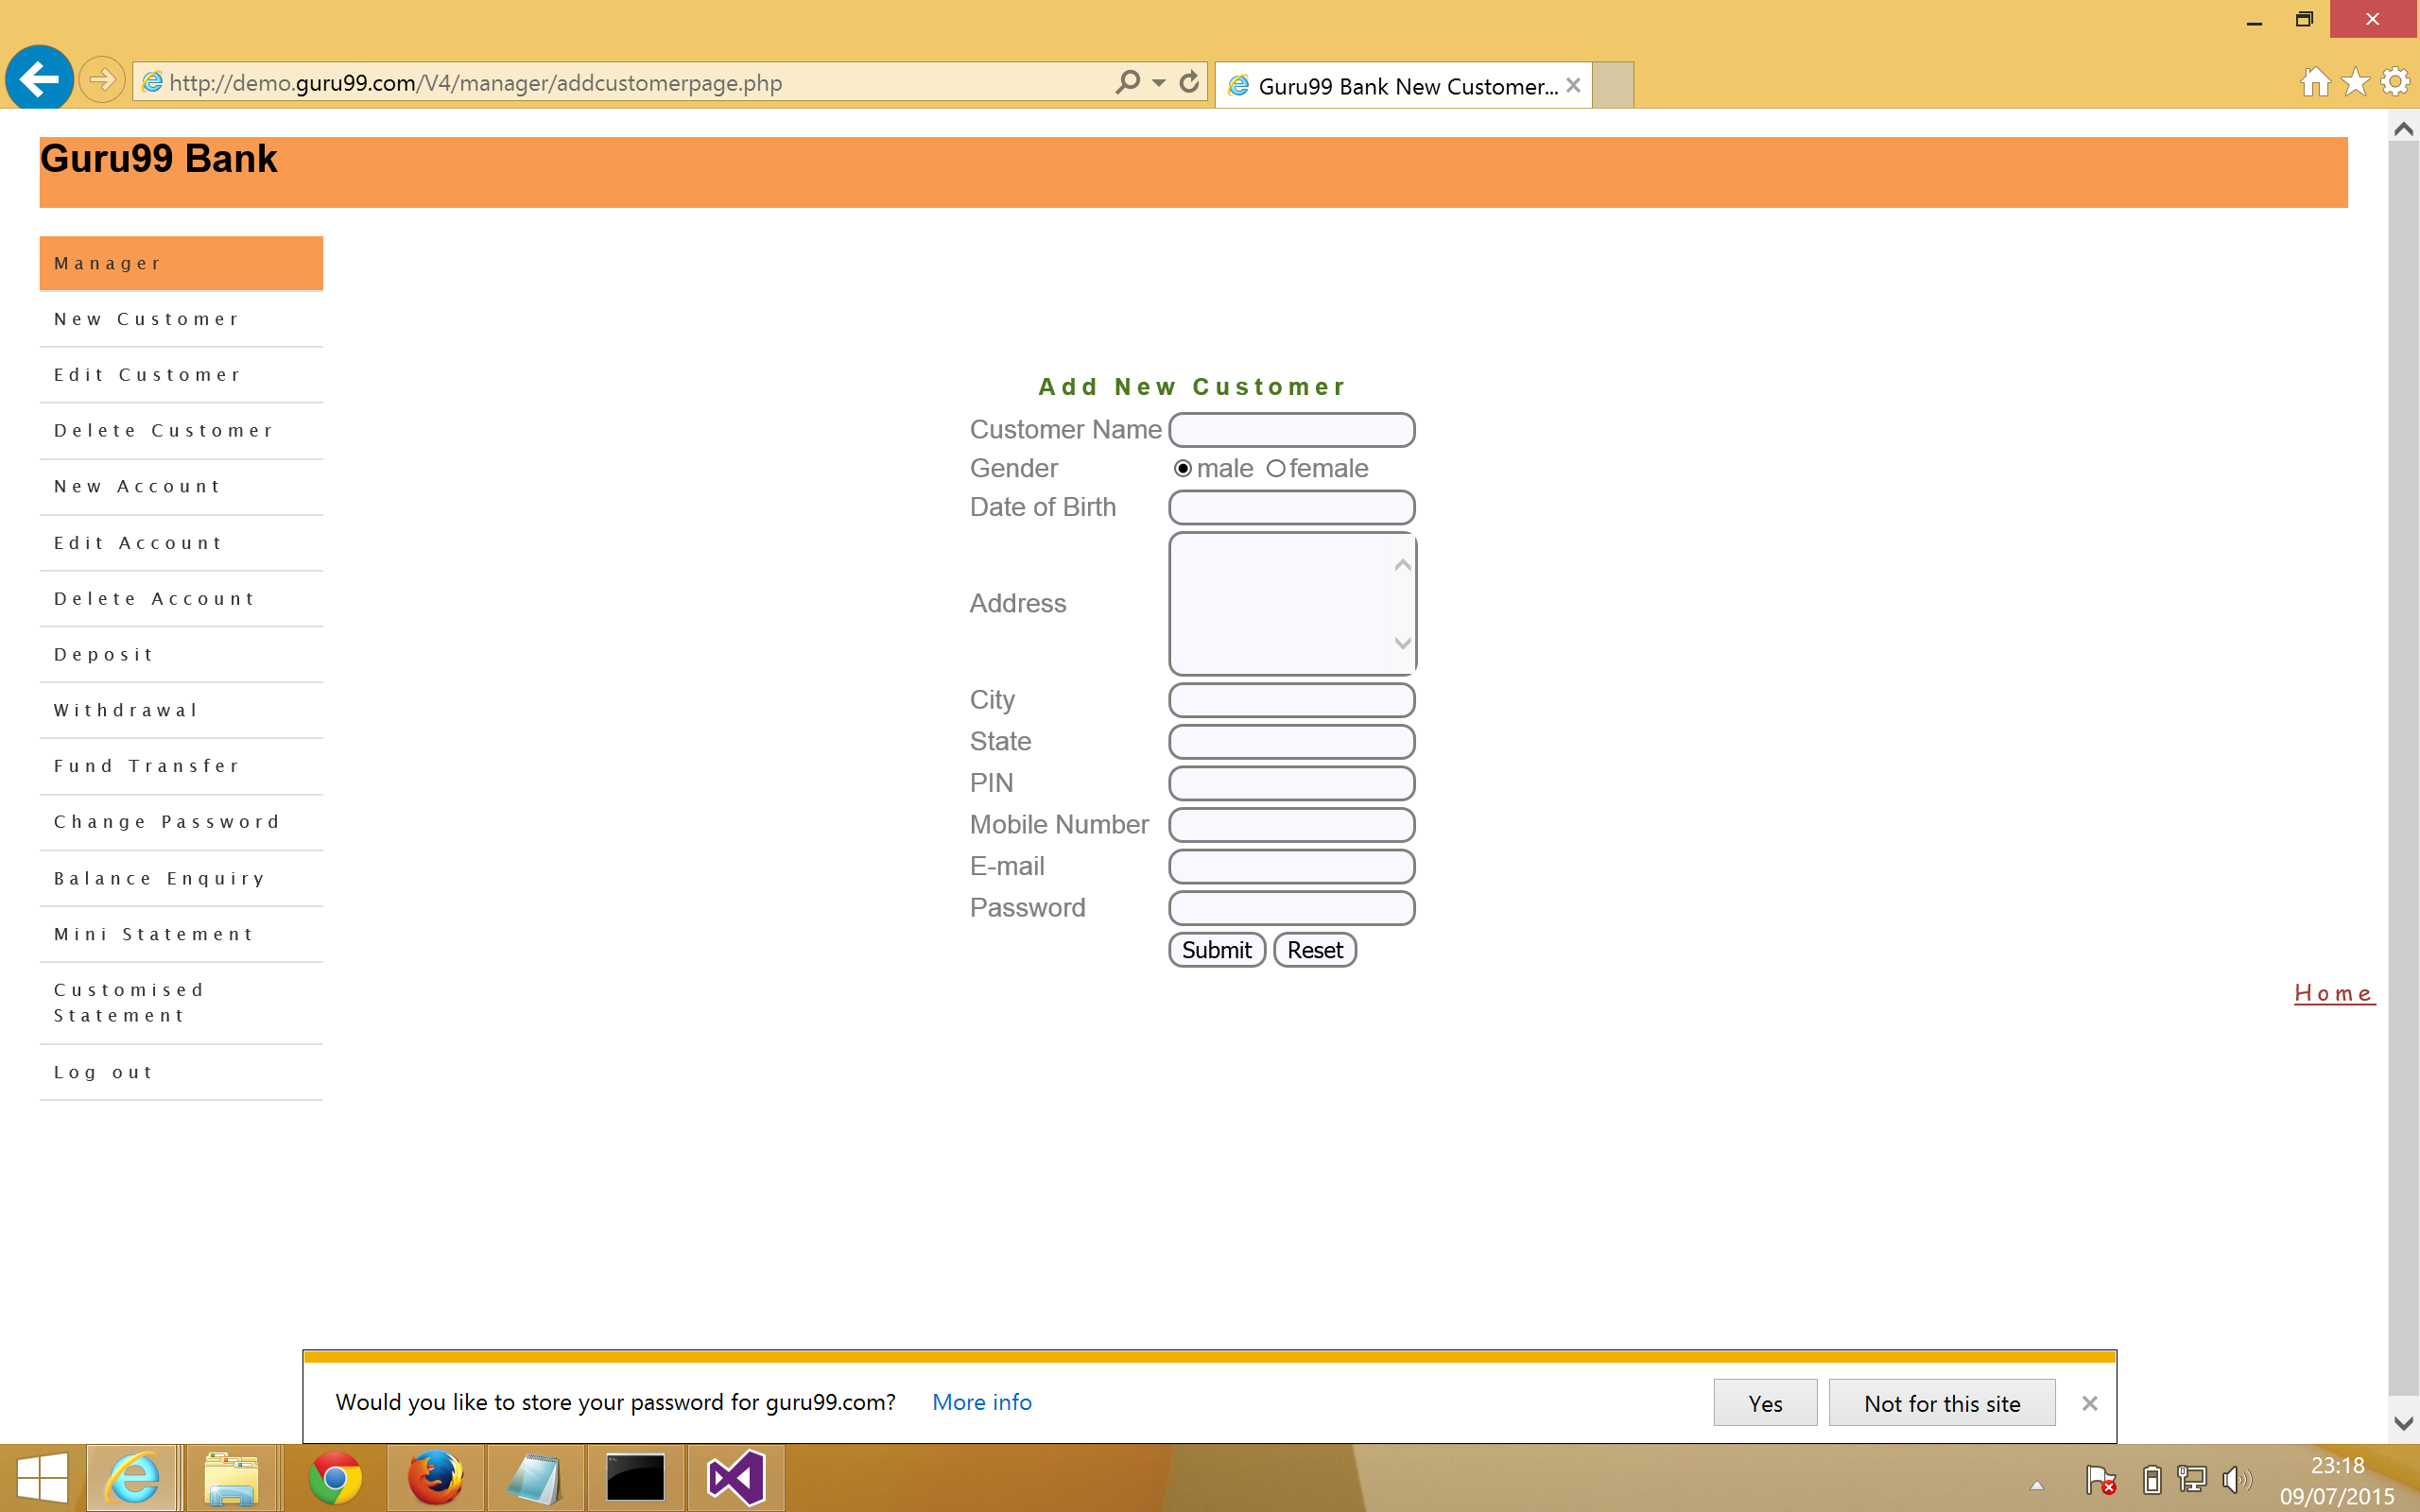 http://demo.guru99.com/V4/manager/addcustomerpage.php
Guru99 Bank New Customer...
Guru99 Bank
Manager
New Customer
Edit Customer
Delete Customer
New Account
Edit Account
Delete Account
Deposit
Withdrawal
Fund Transfer
Change Password
Balance Enquiry
Mini Statement
Customised
Statement
Log out
Add New Customer
Customer Name
Gender male female
Date of Birth
Address
City
State
PIN
Mobile Number
E-mail
Password
Submit Reset
Home
Would you like to store your password for guru99.com? More info Yes Not for this site
23:18
09/07/2015